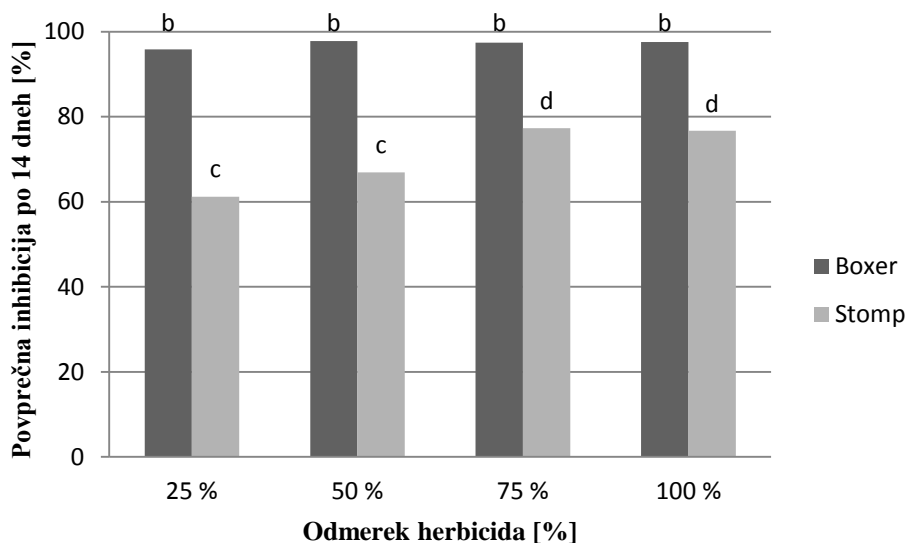 Povprečna inhibicija po 14 dneh [%]
100
80
60
40
20
0
b b b b
d d
c c
Boxer
Stomp
25 % 50 % 75 % 100 %
Odmerek herbicida [%]